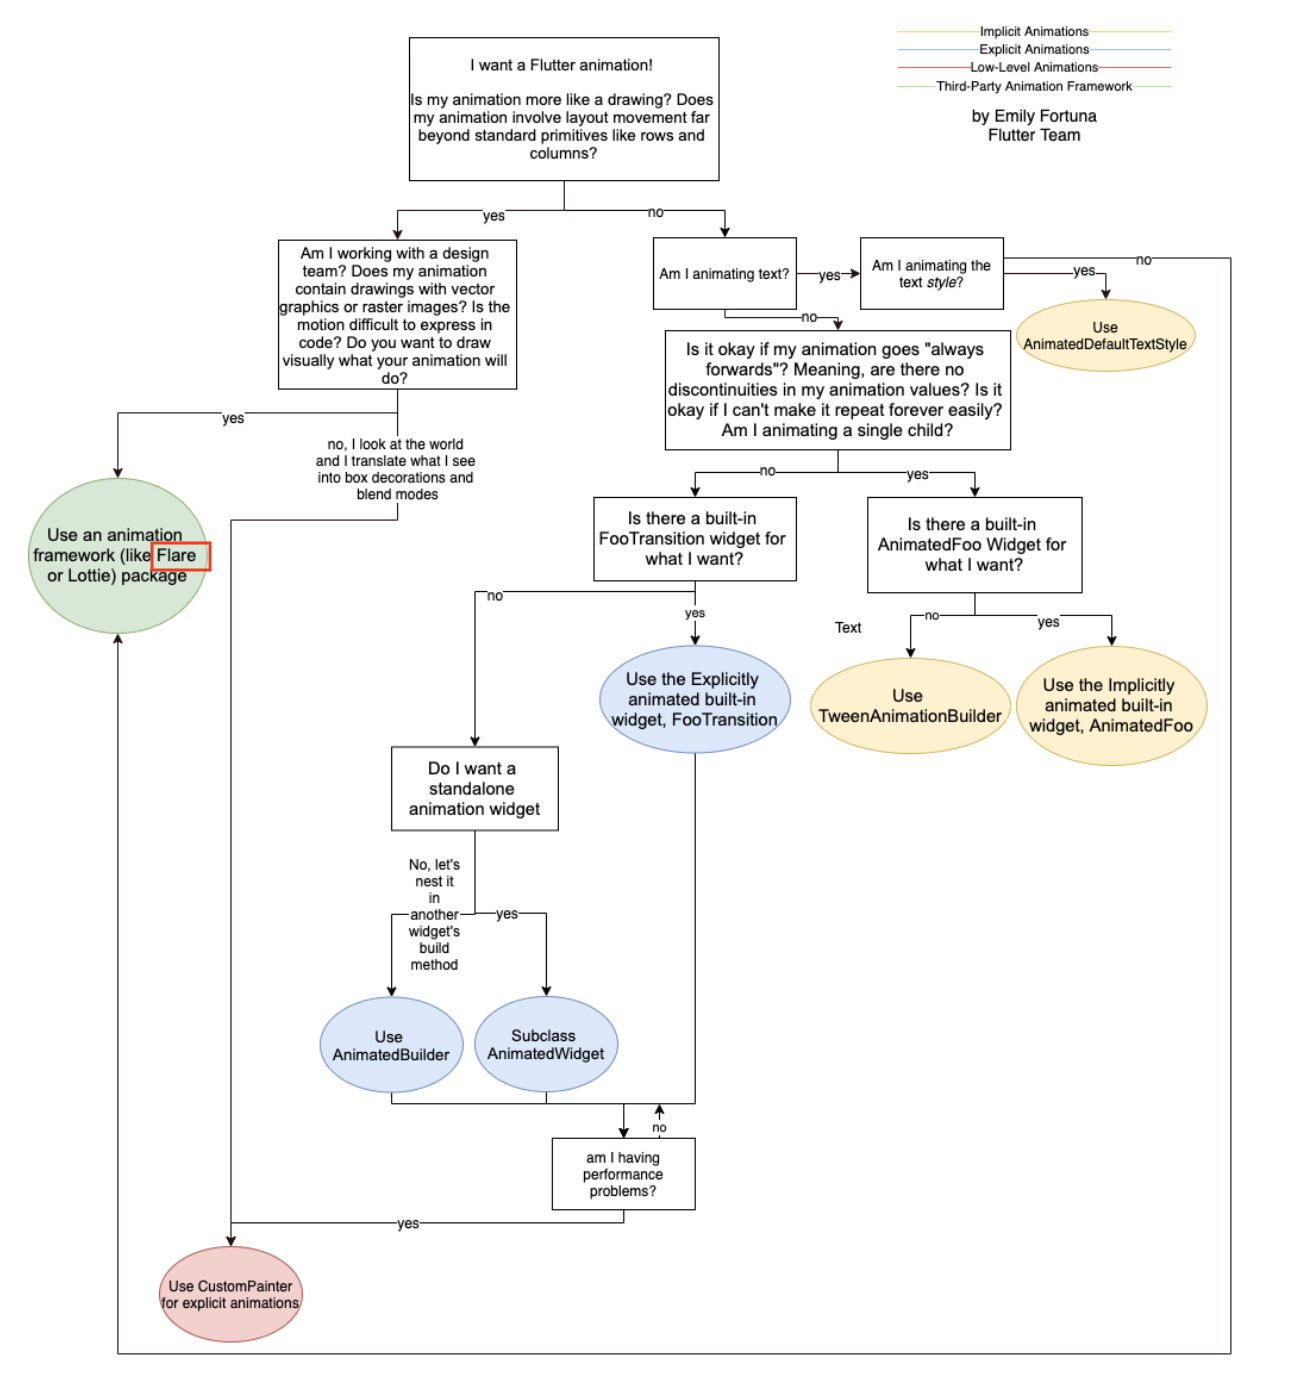 Implicit Animations
Explicit Animations
Low-Level Animations
Third-Party Animation Framework
by Emily Fortuna
Flutter Team
I want a Flutter animation!
Is my animation more like a drawing? Does
my animation involve layout movement far
beyond standard primitives like rows and
columns?
yes
no
Am I working with a design
team? Does my animation
contain drawings with vector
graphics or raster images? Is the
motion difficult to express in
code? Do you want to draw
visually what your animation will
do?
Am I animating text?
yes
Am I animating the
text style?
no
yes
Use
AnimatedDefaultTextStyle
no
Is it okay if my animation goes "always
forwards"? Meaning, are there no
discontinuities in my animation values? Is it
okay if I can't make it repeat forever easily?
Am I animating a single child?
yes
no, I look at the world
and I translate what I see
into box decorations and
blend modes
Use an animation
framework (like Flare
or Lottie) package
no
yes
Is there a built-in
FooTransition widget for
what I want?
Is there a built-in
AnimatedFoo Widget for
what I want?
no
yes
Text
no
yes
Use the Explicitly
animated built-in
widget, FooTransition
Use
TweenAnimationBuilder
Use the Implicitly
animated built-in
widget, AnimatedFoo
Do I want a
standalone
animation widget
No, let's
nest it
in
another
widget's
build
method
yes
Use
AnimatedBuilder
Subclass
AnimatedWidget
no
am I having
performance
problems?
yes
Use CustomPainter
for explicit animations